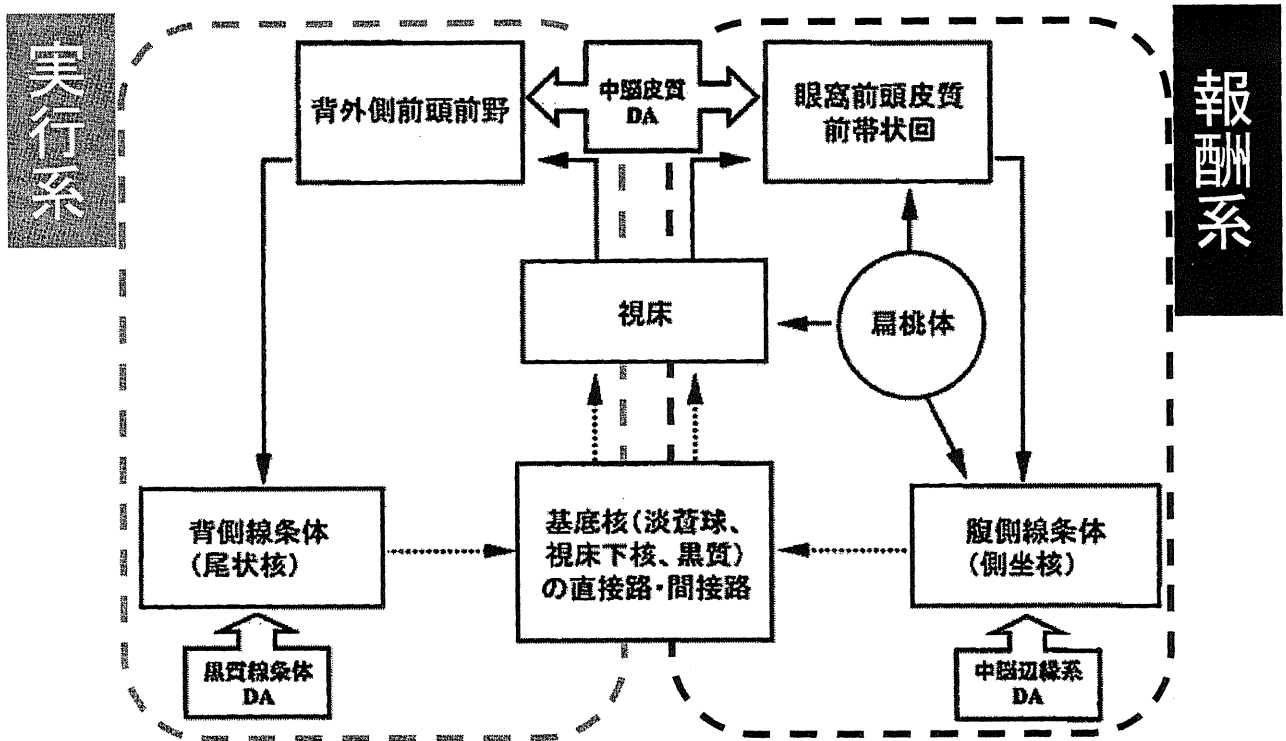 実行系
報酬系
背外側前頭前野
中脳皮質
DA
眼窩前頭皮質
前帯状回
視床
扁桃体
背側線条体
(尾状核)
基底核(淡蒼球、
視床下核、黒質)
の直接路・間接路
腹側線条体
(側坐核)
黒質線条体
DA
中脳辺縁系
DA